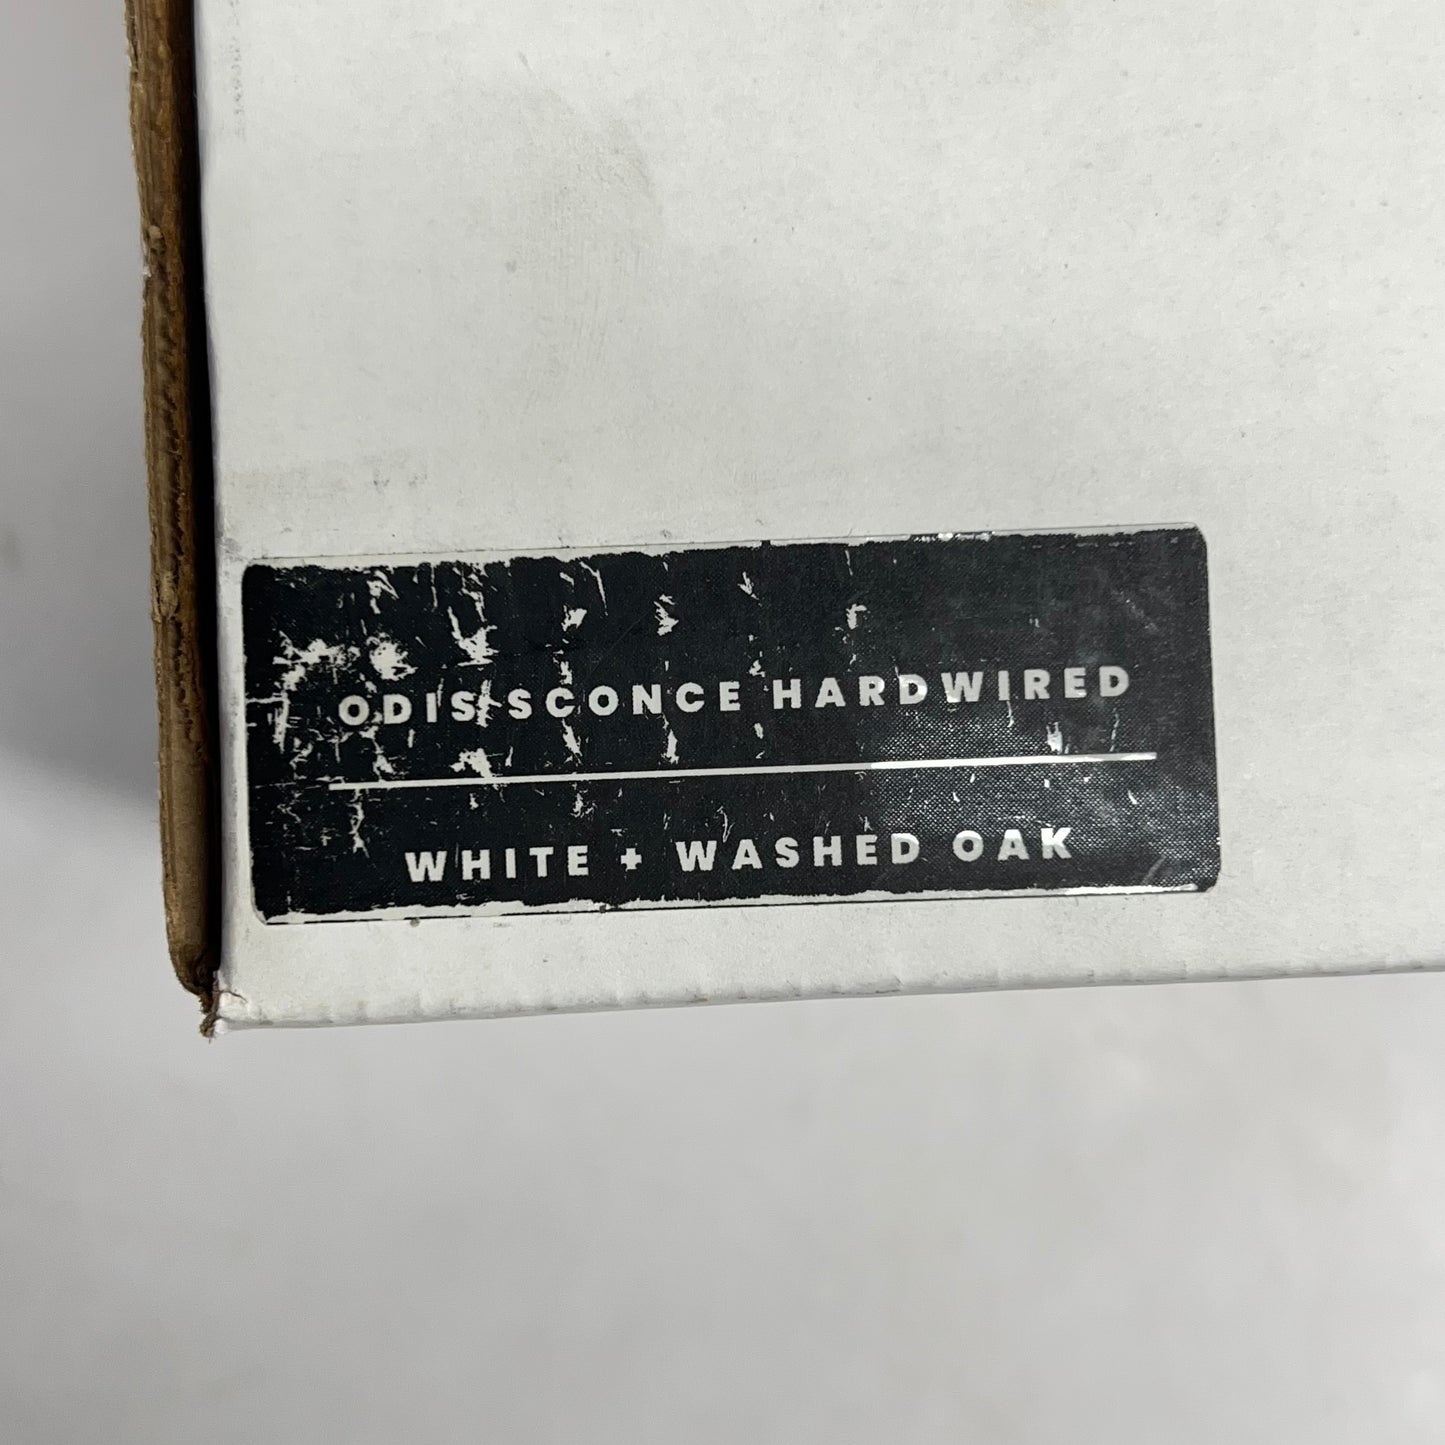 ODIS SCONCE HARDWIRED
WHITE + WASHED OAK